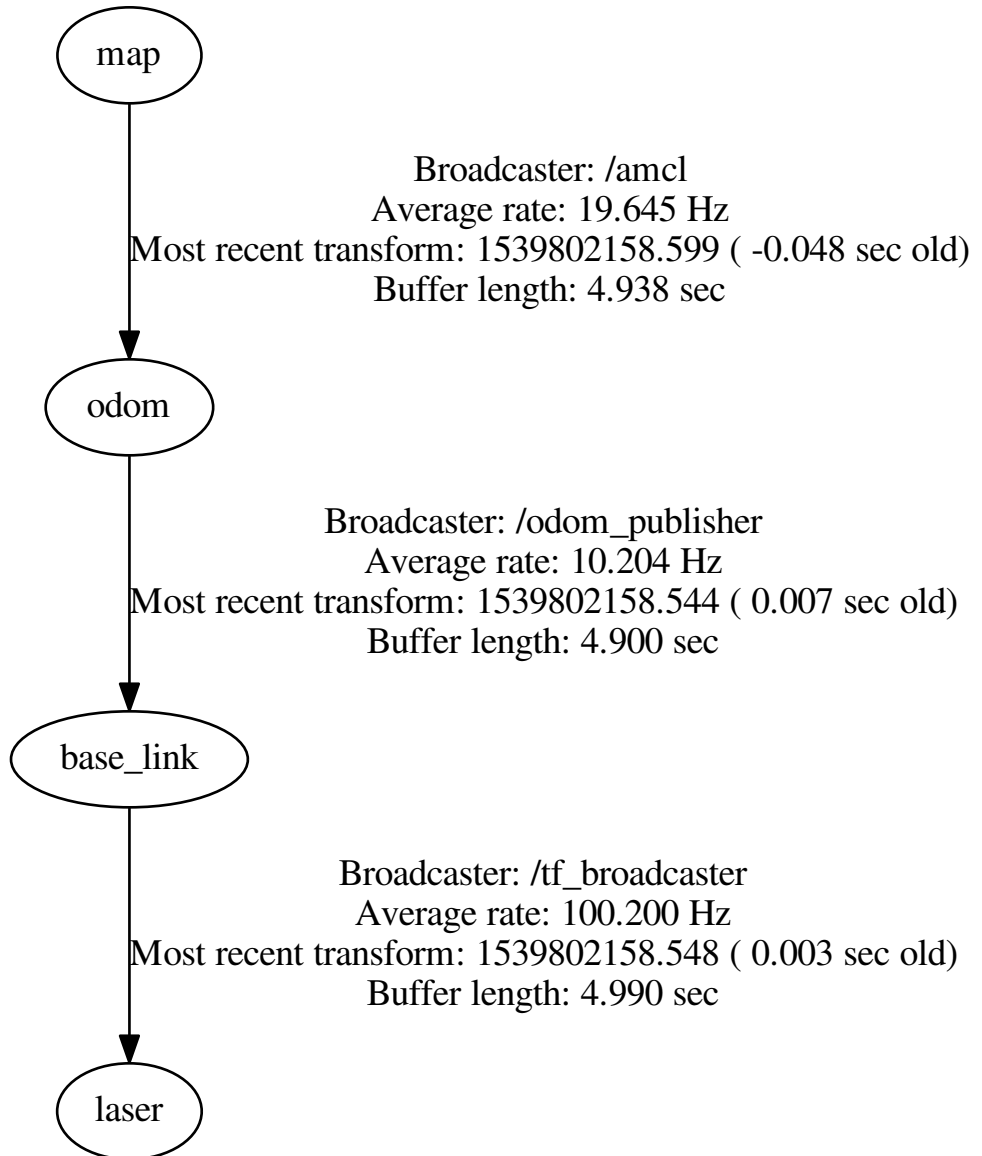 map
Broadcaster: /amcl
Average rate: 19.645 Hz
Most recent transform: 1539802158.599 ( -0.048 sec old)
Buffer length: 4.938 sec
odom
Broadcaster: /odom_publisher
Average rate: 10.204 Hz
Most recent transform: 1539802158.544 ( 0.007 sec old)
Buffer length: 4.900 sec
base_link
Broadcaster: /tf_broadcaster
Average rate: 100.200 Hz
Most recent transform: 1539802158.548 ( 0.003 sec old)
Buffer length: 4.990 sec
laser